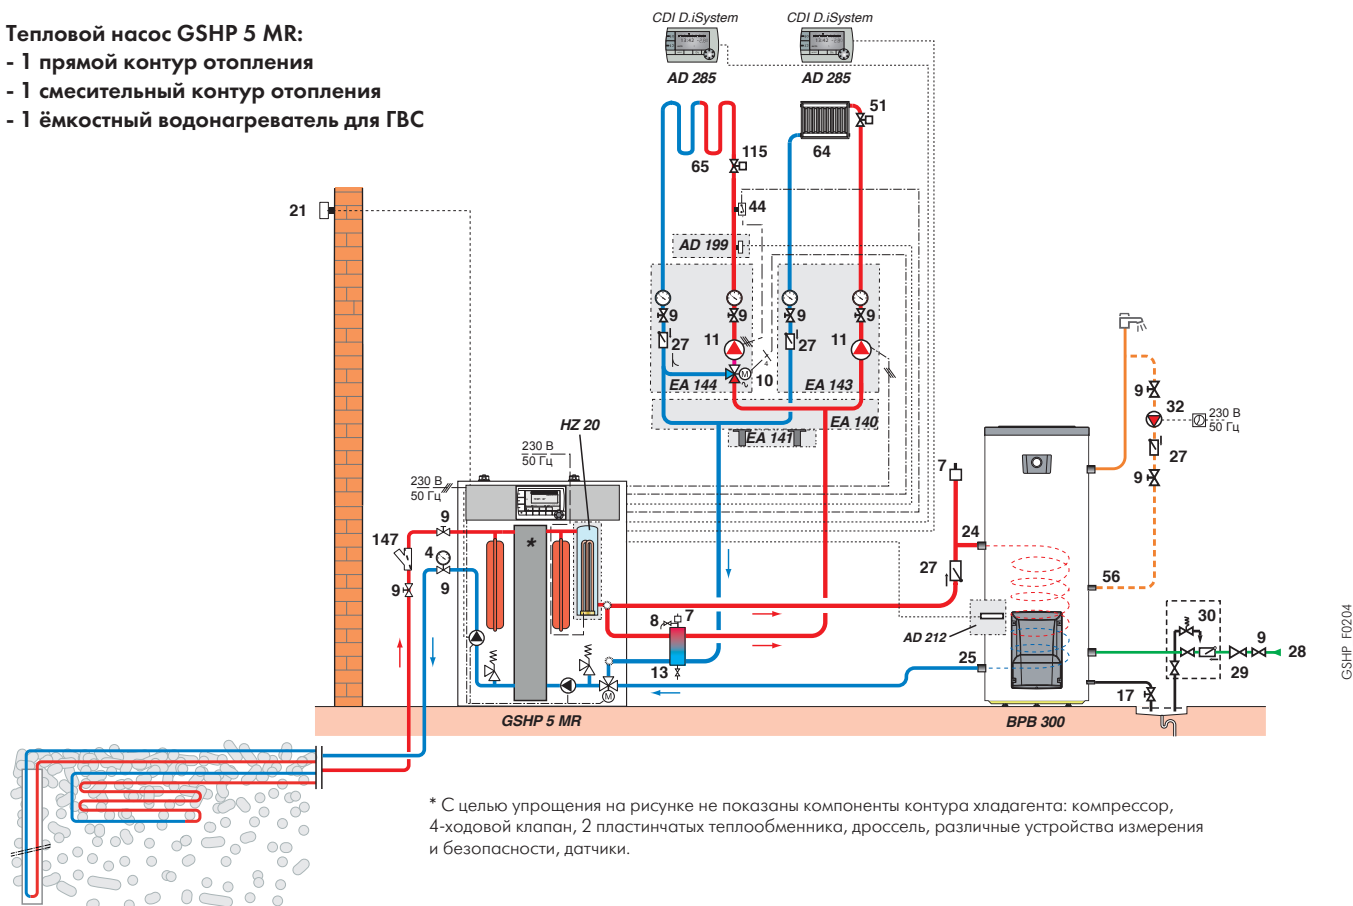 Тепловой насос GSHP 5 MR:
- 1 прямой контур отопления
- 1 смесительный контур отопления
- 1 ёмкостный водонагреватель для ГВС
CDI D.iSystem
CDI D.iSystem
AD 285
AD 285
51
65
115
64
21
44
AD 199
9
9
9
9
27
11
27
11
10
M
4
EA 144
EA 143
EA 140
EA 141
HZ 20
230 В
50 Гц
230 В
50 Гц
9
32
230 В
50 Гц
27
9
7
24
27
56
9
147
4
9
9
*
8
7
13
AD 212
25
30
9
28
29
17
M
GSHP 5 MR
BPB 300
GSHP_F0204
* С целью упрощения на рисунке не показаны компоненты контура хладагента: компрессор,
4-ходовой клапан, 2 пластинчатых теплообменника, дроссель, различные устройства измерения
и безопасности, датчики.